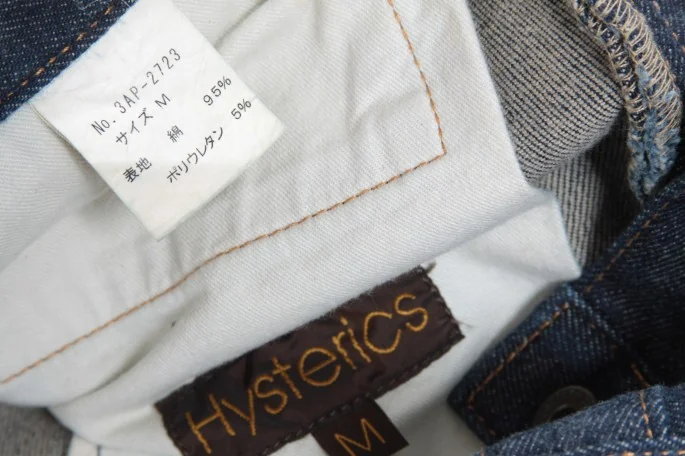 No.3AP-2723
サイズ M
表地 綿 95%
ポリウレタン 5%
Hysterics
M